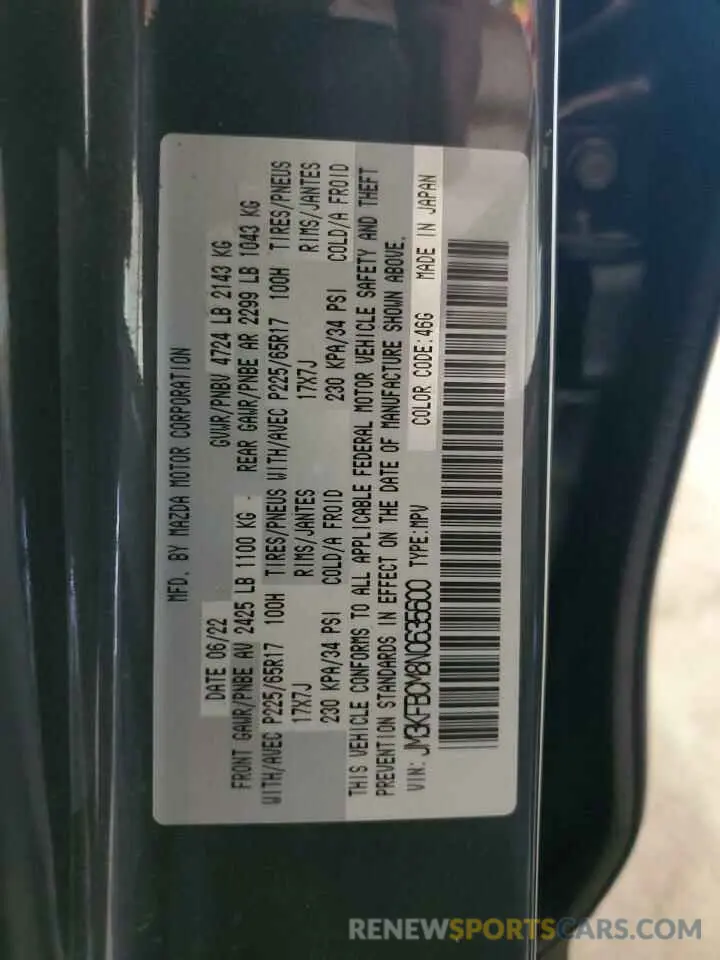 MFD. BY MAZDA MOTOR CORPORATION
DATE 06/22 GVWR/PNBV 4724 LB 2143 KG
FRONT GAWR/PNBE AV 2425 LB 1100 KG REAR GAWR/PNBE AR 2299 LB 1043 KG
WITH/AVEC P225/65R17 100H TIRES/PNEUS WITH/AVEC P225/65R17 100H TIRES/PNEUS
17X7J RIMS/JANTES 17X7J RIMS/JANTES
230 KPA/34 PSI COLD/A FROID 230 KPA/34 PSI COLD/A FROID
THIS VEHICLE CONFORMS TO ALL APPLICABLE FEDERAL MOTOR VEHICLE SAFETY AND THEFT
PREVENTION STANDARDS IN EFFECT ON THE DATE OF MANUFACTURE SHOWN ABOVE.
VIN: JM3KFBCM8N0635600 TYPE:MPV COLOR CODE:46G MADE IN JAPAN
RENEWSPORTSCARS.COM